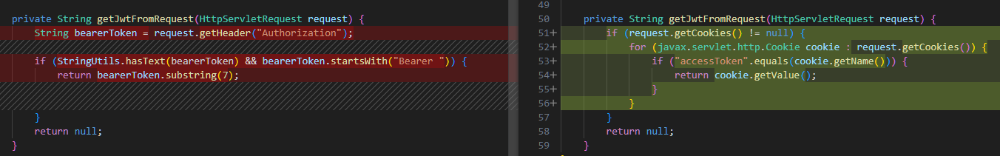 private String getJwtFromRequest(HttpServletRequest request) {
    String bearerToken = request.getHeader("Authorization");
    if (StringUtils.hasText(bearerToken) && bearerToken.startsWith("Bearer ")) {
        return bearerToken.substring(7);
    }
    return null;
}
49
50     private String getJwtFromRequest(HttpServletRequest request) {
51+        if (request.getCookies() != null) {
52+            for (javax.servlet.http.Cookie cookie : request.getCookies()) {
53+                if ("accessToken".equals(cookie.getName())) {
54+                    return cookie.getValue();
55+                }
56+            }
57         }
58         return null;
59     }